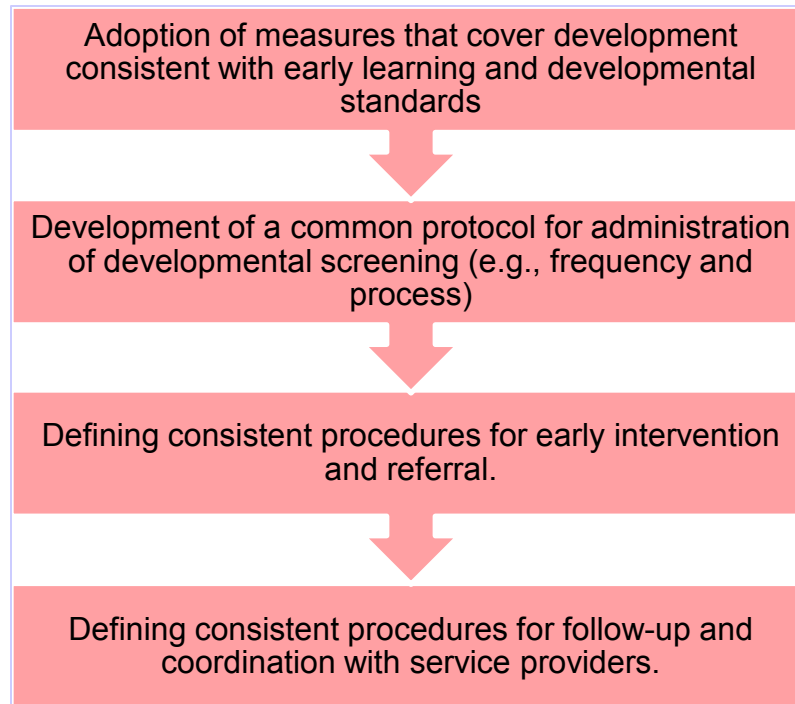 Adoption of measures that cover development
consistent with early learning and developmental
standards
Development of a common protocol for administration
of developmental screening (e.g., frequency and
process)
Defining consistent procedures for early intervention
and referral.
Defining consistent procedures for follow-up and
coordination with service providers.